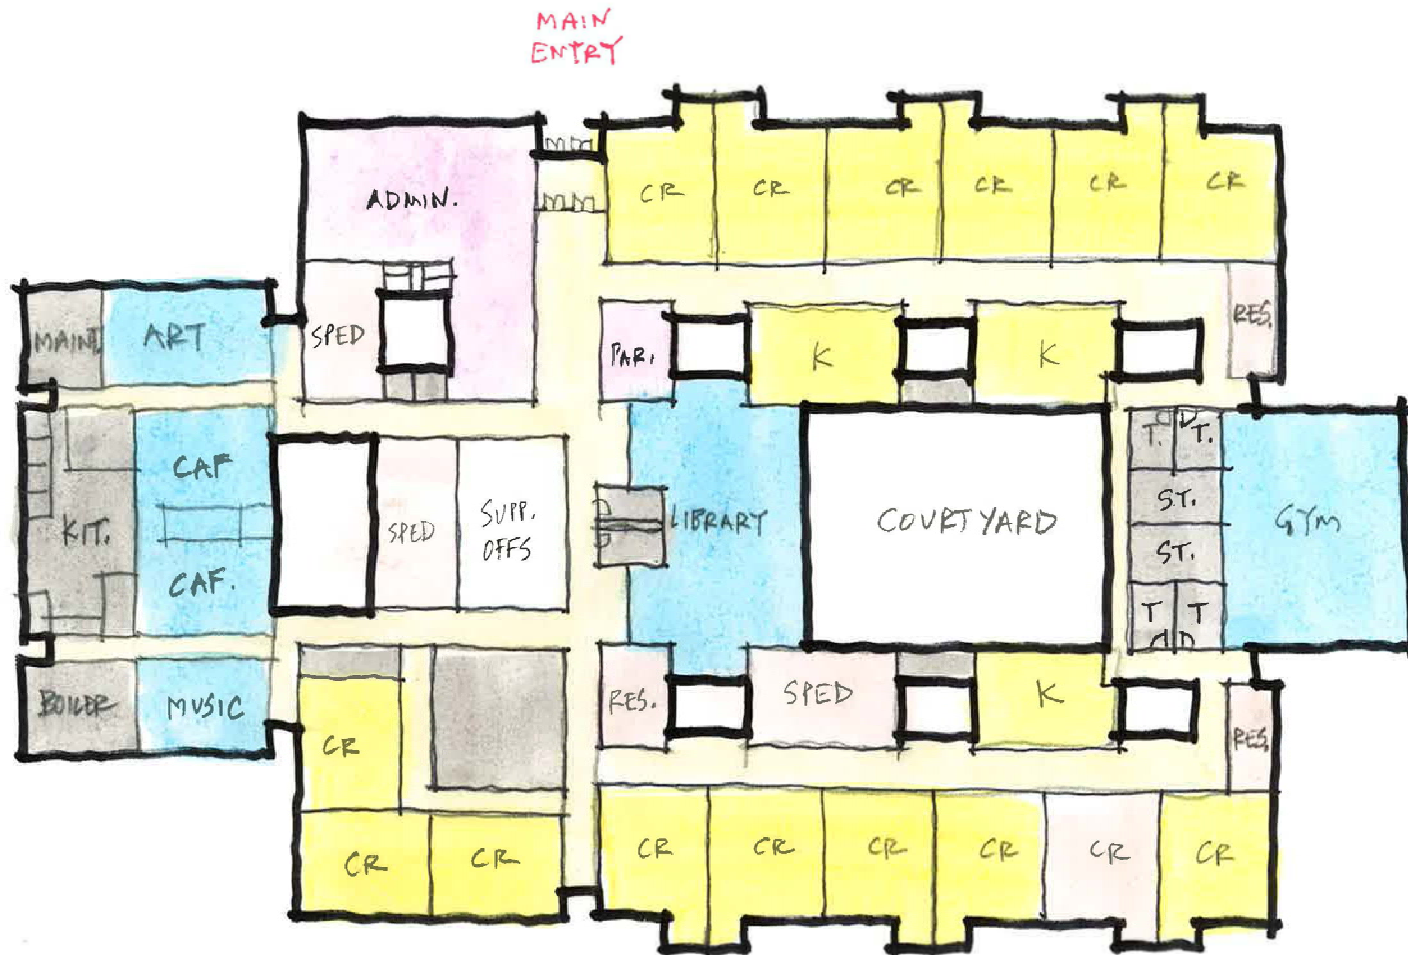 MAIN
ENTRY
ADMIN.
CR
CR
CR
CR
CR
CR
MAINT.
ART
SPED
PAR.
K
K
RES.
KIT.
CAF
CAF.
SPED
SUPP.
OFFS
LIBRARY
COURTYARD
T.
T.
ST.
ST.
T
T
GYM
BOILER
MUSIC
CR
RES.
SPED
K
RES.
CR
CR
CR
CR
CR
CR
CR
CR